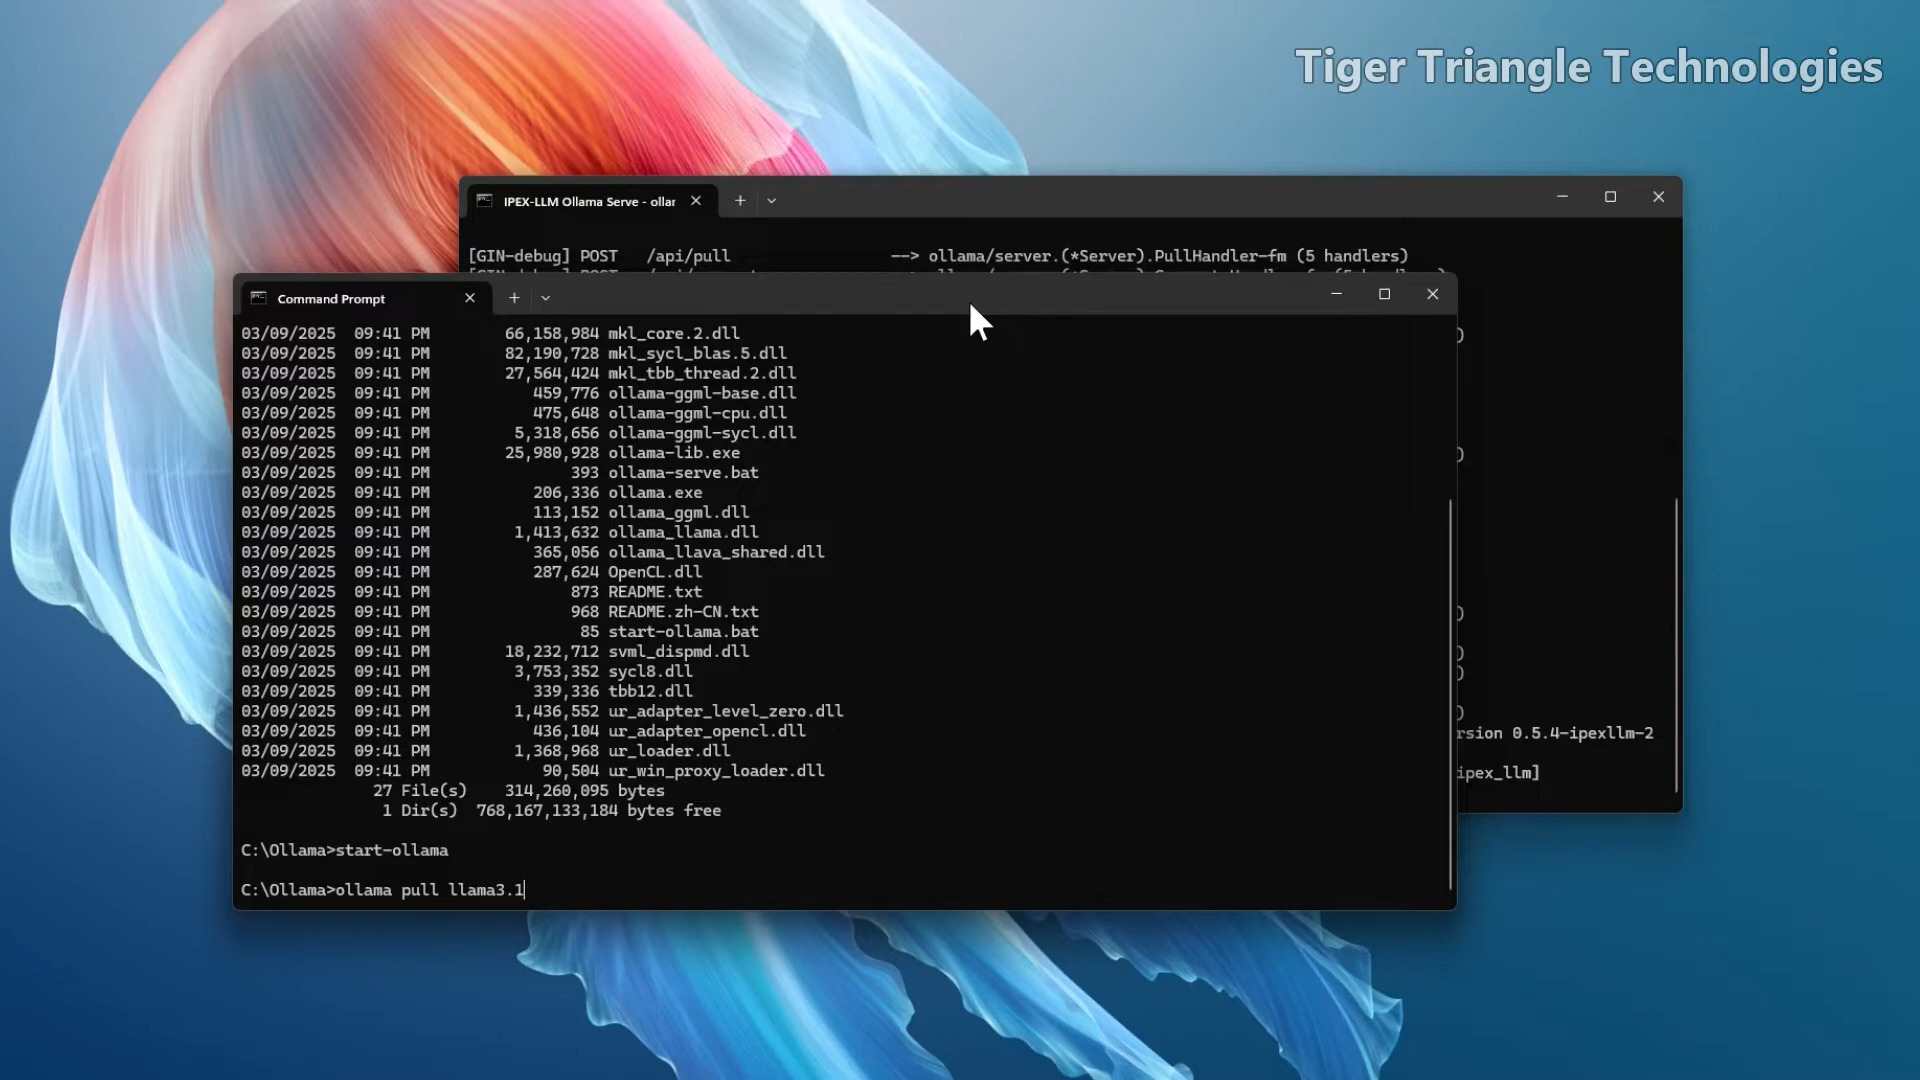 Tiger Triangle Technologies
IPEX-LLM Ollama Serve - ollar
[GIN-debug] POST   /api/pull                 --> ollama/server.(*Server).PullHandler-fm (5 handlers)
Command Prompt
03/09/2025  09:41 PM        66,158,984 mkl_core.2.dll
03/09/2025  09:41 PM        82,190,728 mkl_sycl_blas.5.dll
03/09/2025  09:41 PM        27,564,424 mkl_tbb_thread.2.dll
03/09/2025  09:41 PM           459,776 ollama-ggml-base.dll
03/09/2025  09:41 PM           475,648 ollama-ggml-cpu.dll
03/09/2025  09:41 PM         5,318,656 ollama-ggml-sycl.dll
03/09/2025  09:41 PM        25,980,928 ollama-lib.exe
03/09/2025  09:41 PM               393 ollama-serve.bat
03/09/2025  09:41 PM           206,336 ollama.exe
03/09/2025  09:41 PM           113,152 ollama_ggml.dll
03/09/2025  09:41 PM         1,413,632 ollama_llama.dll
03/09/2025  09:41 PM           365,056 ollama_llava_shared.dll
03/09/2025  09:41 PM           287,624 OpenCL.dll
03/09/2025  09:41 PM               873 README.txt
03/09/2025  09:41 PM               968 README.zh-CN.txt
03/09/2025  09:41 PM                85 start-ollama.bat
03/09/2025  09:41 PM        18,232,712 svml_dispmd.dll
03/09/2025  09:41 PM         3,753,352 sycl8.dll
03/09/2025  09:41 PM           339,336 tbb12.dll
03/09/2025  09:41 PM         1,436,552 ur_adapter_level_zero.dll
03/09/2025  09:41 PM           436,104 ur_adapter_opencl.dll
03/09/2025  09:41 PM         1,368,968 ur_loader.dll
03/09/2025  09:41 PM            90,504 ur_win_proxy_loader.dll
27 File(s)    314,260,095 bytes
1 Dir(s)  768,167,133,184 bytes free
C:\Ollama>start-ollama
C:\Ollama>ollama pull llama3.1
rsion 0.5.4-ipexllm-2
ipex_llm]